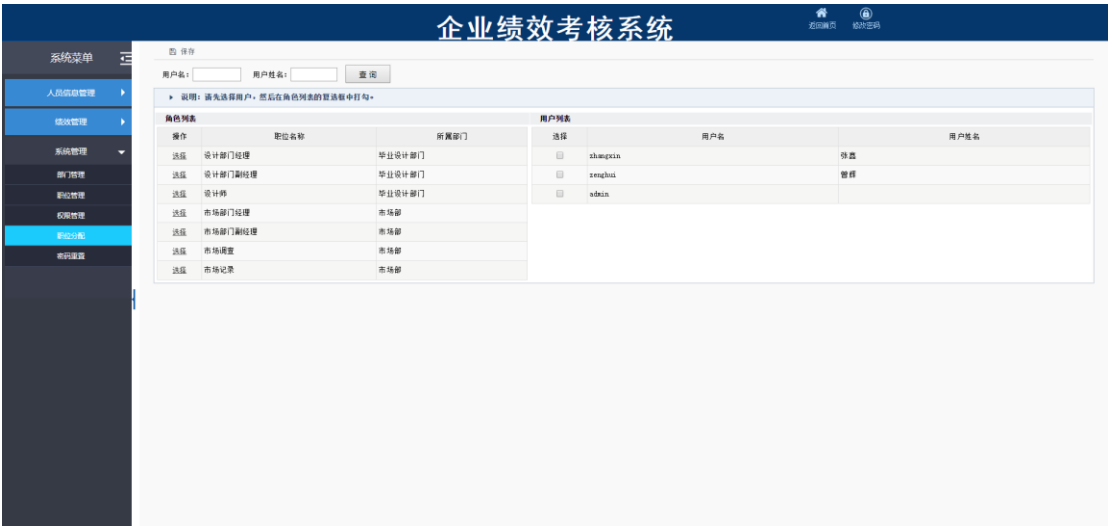 企业绩效考核系统
返回首页 修改密码
系统菜单
人员信息管理
绩效管理
系统管理
部门管理
职位管理
权限管理
职位分配
密码重置
保存
用户名: 用户姓名: 查询
说明：请先选择用户，然后在角色列表的复选框中打勾。
角色列表 用户列表
操作 职位名称 所属部门 选择 用户名 用户姓名
选择 设计部门经理 毕业设计部门 zhangxin 张鑫
选择 设计部门副经理 毕业设计部门 zenghui 曾辉
选择 设计师 毕业设计部门 admin
选择 市场部门经理 市场部
选择 市场部门副经理 市场部
选择 市场调查 市场部
选择 市场记录 市场部